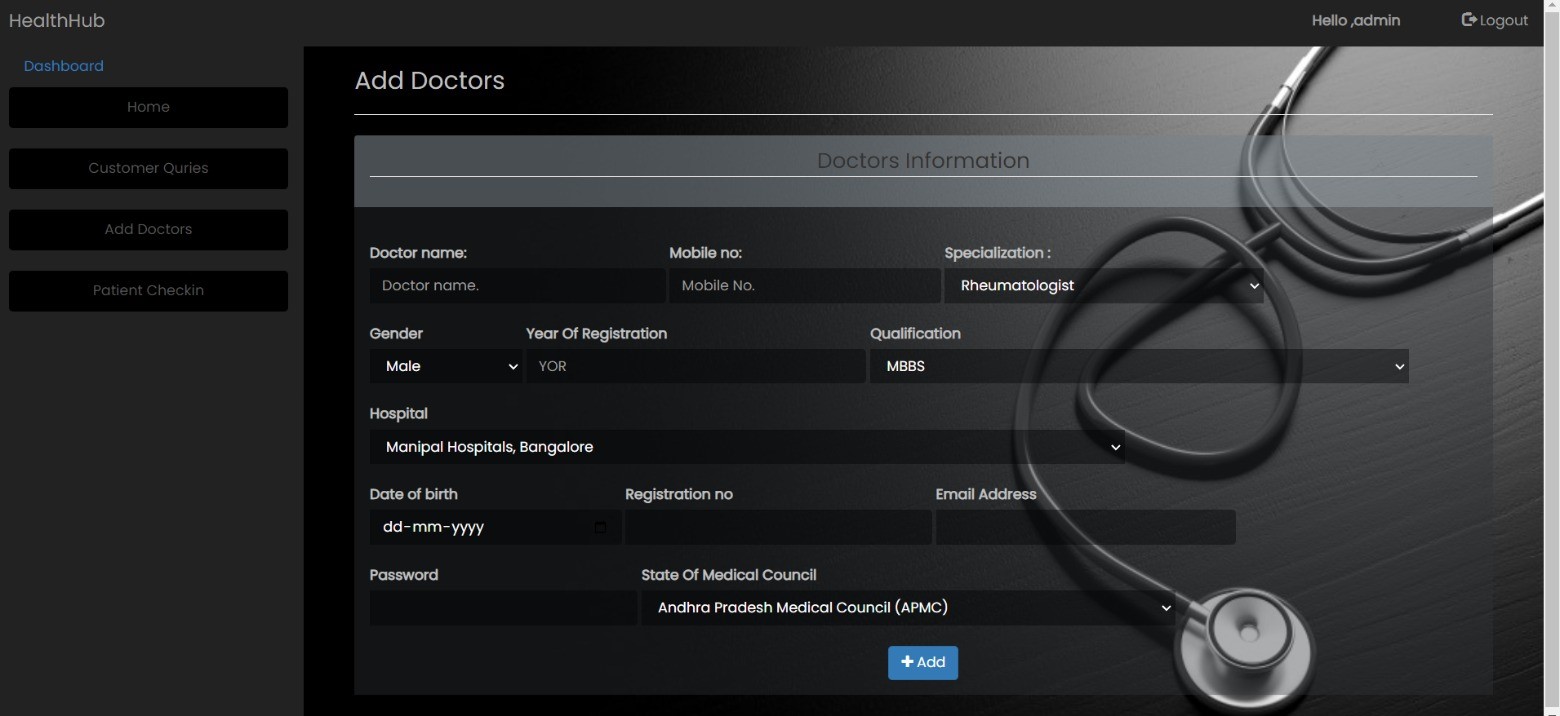 HealthHub
Hello ,admin
Logout
Dashboard
Home
Customer Quries
Add Doctors
Patient Checkin
Add Doctors
Doctors Information
Doctor name: Mobile no: Specialization :
Doctor name. Mobile No. Rheumatologist
Gender Year Of Registration Qualification
Male YOR MBBS
Hospital
Manipal Hospitals, Bangalore
Date of birth Registration no Email Address
dd-mm-yyyy
Password State Of Medical Council
Andhra Pradesh Medical Council (APMC)
Add